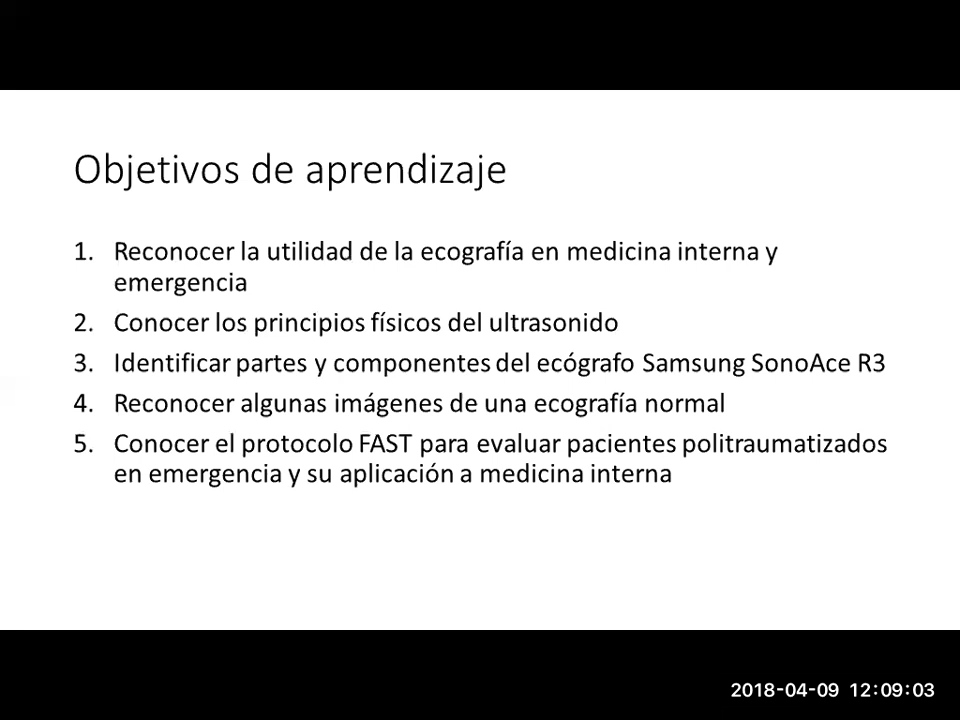 Objetivos de aprendizaje
1. Reconocer la utilidad de la ecografía en medicina interna y
emergencia
2. Conocer los principios físicos del ultrasonido
3. Identificar partes y componentes del ecógrafo Samsung SonoAce R3
4. Reconocer algunas imágenes de una ecografía normal
5. Conocer el protocolo FAST para evaluar pacientes politraumatizados
en emergencia y su aplicación a medicina interna
2018-04-09 12:09:03